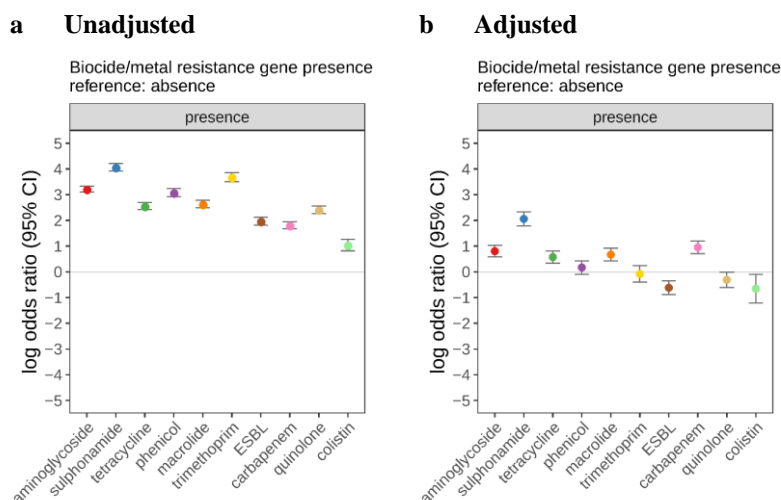 a Unadjusted
Biocide/metal resistance gene presence
reference: absence
presence
log odds ratio (95% CI)
5
4
3
2
1
0
−1
−2
−3
−4
−5
aminoglycoside
sulphonamide
tetracycline
phenicol
macrolide
trimethoprim
ESBL
carbapenem
quinolone
colistin
b Adjusted
Biocide/metal resistance gene presence
reference: absence
presence
log odds ratio (95% CI)
5
4
3
2
1
0
−1
−2
−3
−4
−5
aminoglycoside
sulphonamide
tetracycline
phenicol
macrolide
trimethoprim
ESBL
carbapenem
quinolone
colistin